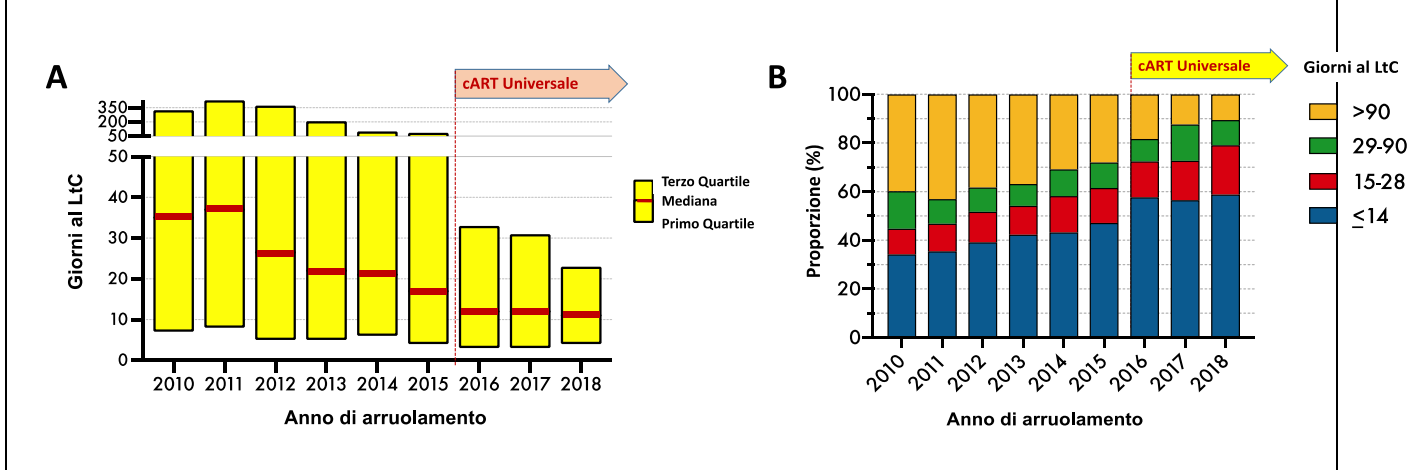 A
cART Universale
350
200
50
50
40
30
20
10
0
Giorni al LtC
2010 2011 2012 2013 2014 2015 2016 2017 2018
Anno di arruolamento
Terzo Quartile
Mediana
Primo Quartile
B
cART Universale
Giorni al LtC
>90
29-90
15-28
≤14
100
80
60
40
20
0
Proporzione (%)
2010 2011 2012 2013 2014 2015 2016 2017 2018
Anno di arruolamento